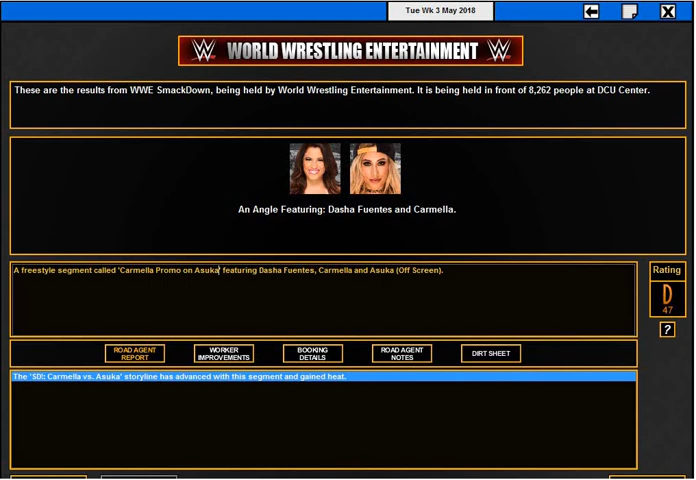 Tue Wk 3 May 2018
WORLD WRESTLING ENTERTAINMENT
These are the results from WWE SmackDown, being held by World Wrestling Entertainment. It is being held in front of 8,262 people at DCU Center.
An Angle Featuring: Dasha Fuentes and Carmella.
A freestyle segment called 'Carmella Promo on Asuka' featuring Dasha Fuentes, Carmella and Asuka (Off Screen).
Rating
D
47
?
ROAD AGENT
REPORT
WORKER
IMPROVEMENTS
BOOKING
DETAILS
ROAD AGENT
NOTES
DIRT SHEET
The 'SD!: Carmella vs. Asuka' storyline has advanced with this segment and gained heat.